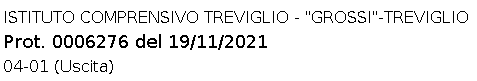 ISTITUTO COMPRENSIVO TREVIGLIO - "GROSSI"-TREVIGLIO
Prot. 0006276 del 19/11/2021
04-01 (Uscita)